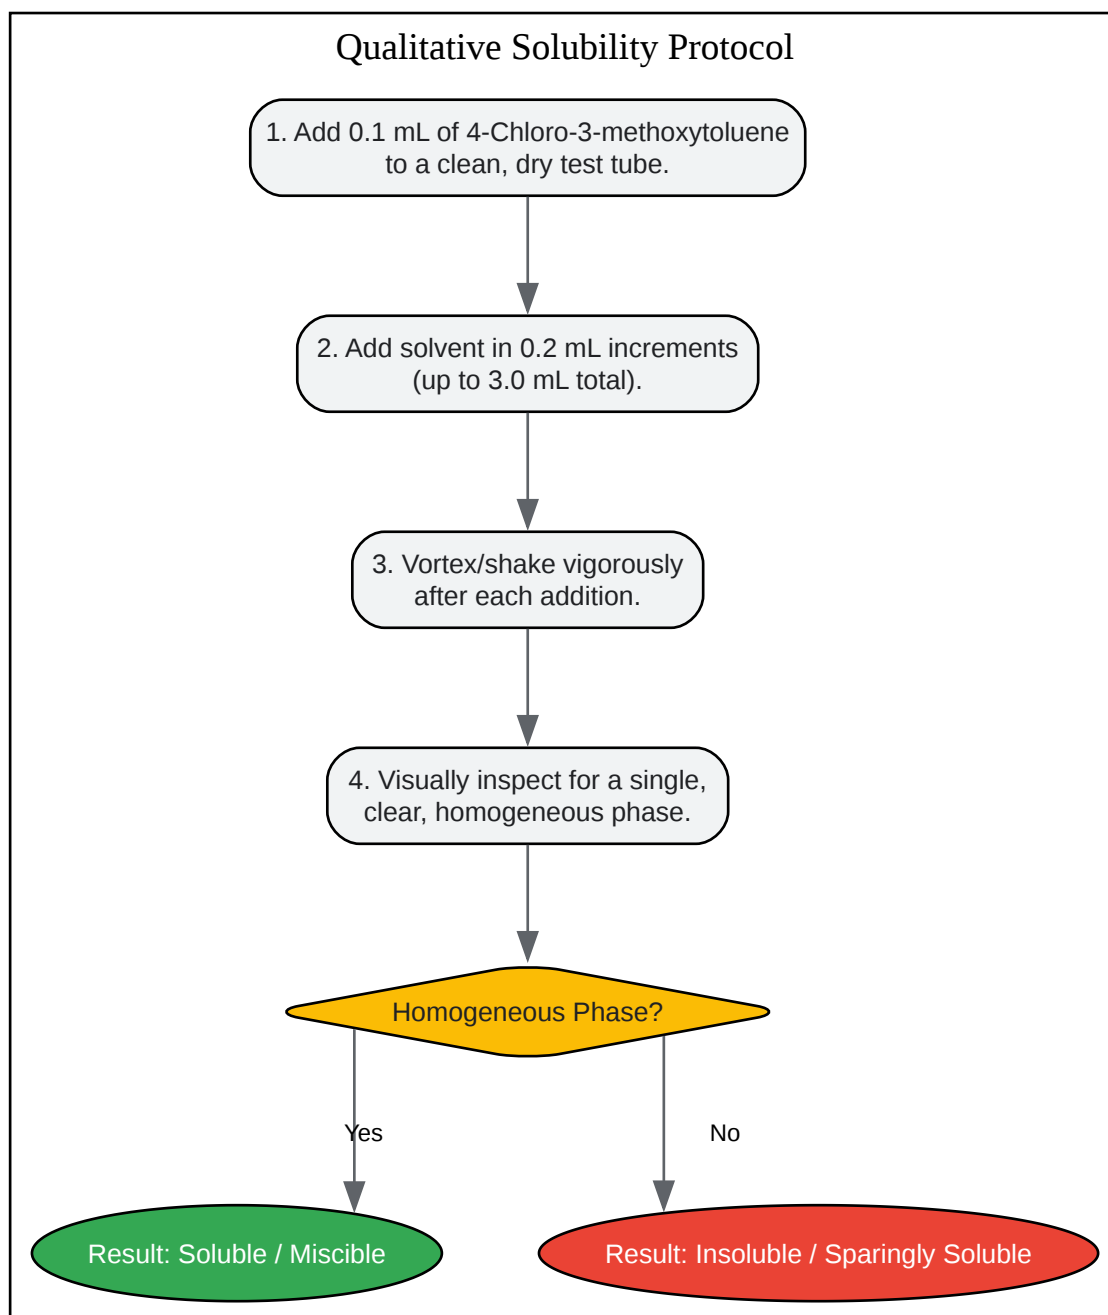 Qualitative Solubility Protocol
1. Add 0.1 mL of 4-Chloro-3-methoxytoluene
to a clean, dry test tube.
2. Add solvent in 0.2 mL increments
(up to 3.0 mL total).
3. Vortex/shake vigorously
after each addition.
4. Visually inspect for a single,
clear, homogeneous phase.
Homogeneous Phase?
Yes
No
Result: Soluble / Miscible
Result: Insoluble / Sparingly Soluble